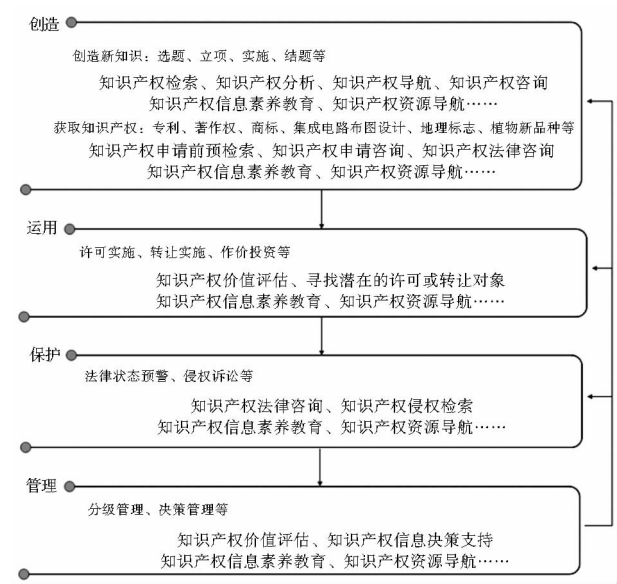 创造
创造新知识：选题、立项、实施、结题等
知识产权检索、知识产权分析、知识产权导航、知识产权咨询
知识产权信息素养教育、知识产权资源导航……
获取知识产权：专利、著作权、商标、集成电路布图设计、地理标志、植物新品种等
知识产权申请前预检索、知识产权申请咨询、知识产权法律咨询
知识产权信息素养教育、知识产权资源导航……
运用
许可实施、转让实施、作价投资等
知识产权价值评估、寻找潜在的许可或转让对象
知识产权信息素养教育、知识产权资源导航……
保护
法律状态预警、侵权诉讼等
知识产权法律咨询、知识产权侵权检索
知识产权信息素养教育、知识产权资源导航……
管理
分级管理、决策管理等
知识产权价值评估、知识产权信息决策支持
知识产权信息素养教育、知识产权资源导航……